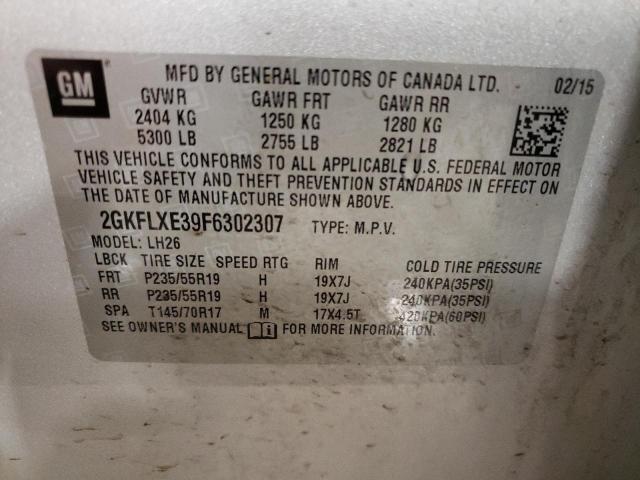 GM
MFD BY GENERAL MOTORS OF CANADA LTD. 02/15
GVWR GAWR FRT GAWR RR
2404 KG 1250 KG 1280 KG
5300 LB 2755 LB 2821 LB
THIS VEHICLE CONFORMS TO ALL APPLICABLE U.S. FEDERAL MOTOR
VEHICLE SAFETY AND THEFT PREVENTION STANDARDS IN EFFECT ON
THE DATE OF MANUFACTURE SHOWN ABOVE.
2GKFLXE39F6302307 TYPE: M.P.V.
MODEL: LH26
LBCK TIRE SIZE SPEED RTG RIM COLD TIRE PRESSURE
FRT P235/55R19 H 19X7J 240KPA(35PSI)
RR P235/55R19 H 19X7J 240KPA(35PSI)
SPA T145/70R17 M 17X4.5T 420KPA(60PSI)
SEE OWNER'S MANUAL FOR MORE INFORMATION.